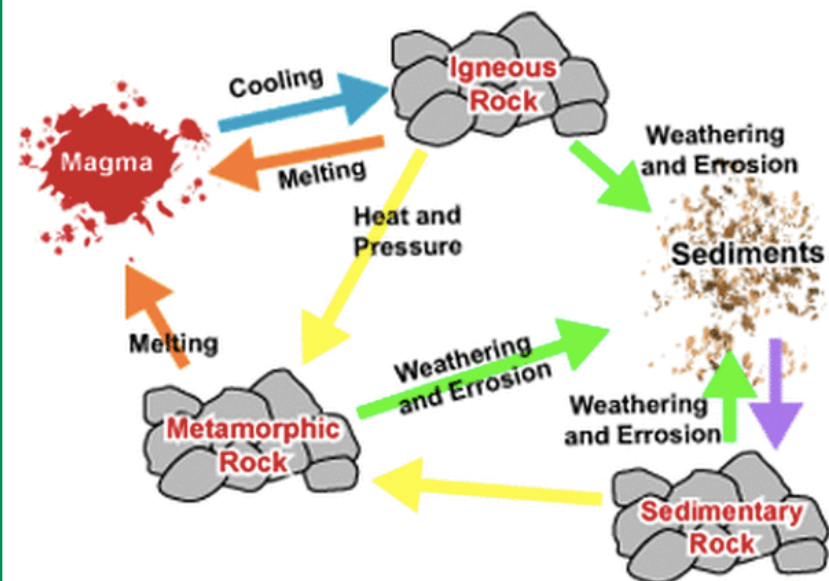 Cooling
Igneous
Rock
Magma
Melting
Weathering
and Errosion
Heat and
Pressure
Sediments
Melting
Weathering
and Errosion
Weathering
and Errosion
Metamorphic
Rock
Sedimentary
Rock